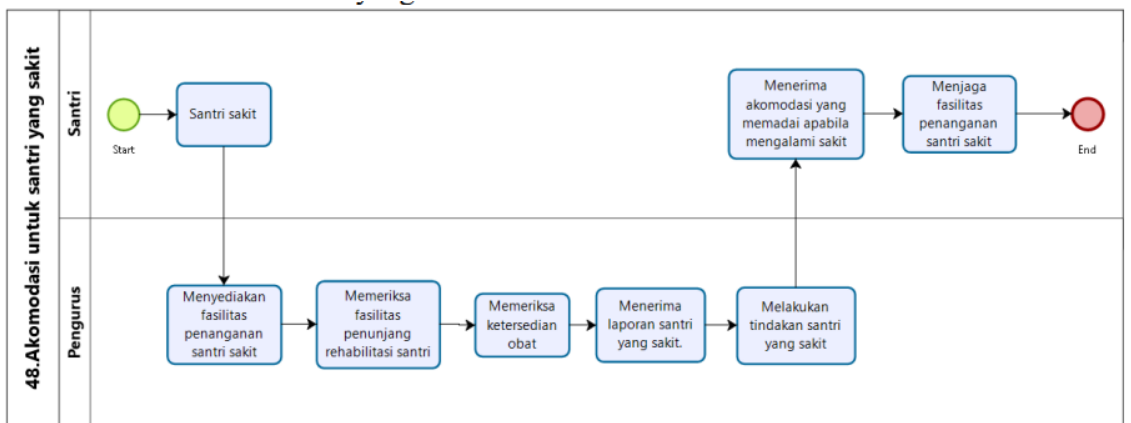 48.Akomodasi untuk santri yang sakit
Santri
Start
Santri sakit
Menerima
akomodasi yang
memadai apabila
mengalami sakit
Menjaga
fasilitas
penanganan
santri sakit
End
Pengurus
Menyediakan
fasilitas
penanganan
santri sakit
Memeriksa
fasilitas
penunjang
rehabilitasi santri
Memeriksa
ketersedian
obat
Menerima
laporan santri
yang sakit.
Melakukan
tindakan santri
yang sakit